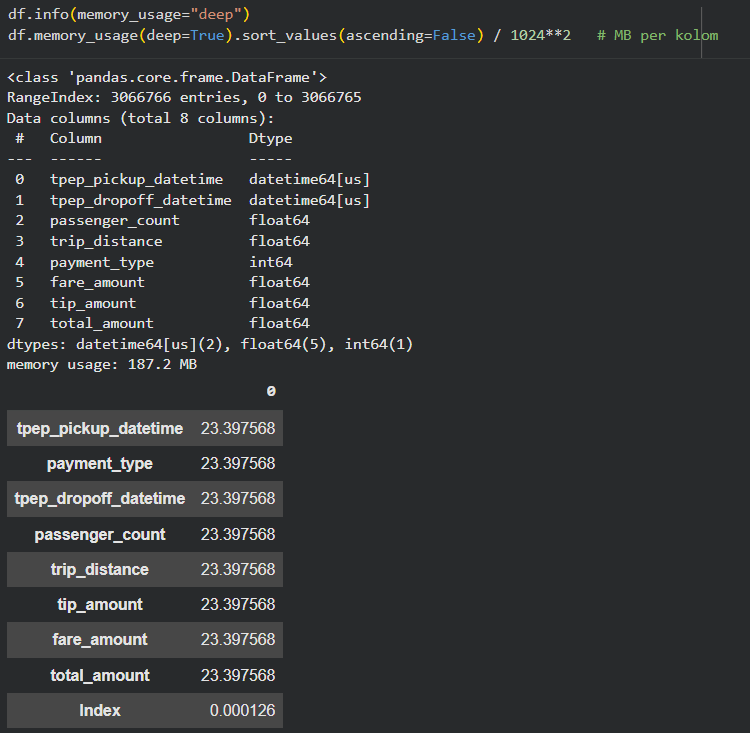 df.info(memory_usage="deep")
df.memory_usage(deep=True).sort_values(ascending=False) / 1024**2   # MB per kolom
<class 'pandas.core.frame.DataFrame'>
RangeIndex: 3066766 entries, 0 to 3066765
Data columns (total 8 columns):
 #   Column                 Dtype
---  ------                 -----
 0   tpep_pickup_datetime   datetime64[us]
 1   tpep_dropoff_datetime  datetime64[us]
 2   passenger_count        float64
 3   trip_distance          float64
 4   payment_type           int64
 5   fare_amount            float64
 6   tip_amount             float64
 7   total_amount           float64
dtypes: datetime64[us](2), float64(5), int64(1)
memory usage: 187.2 MB
0
tpep_pickup_datetime 23.397568
payment_type 23.397568
tpep_dropoff_datetime 23.397568
passenger_count 23.397568
trip_distance 23.397568
tip_amount 23.397568
fare_amount 23.397568
total_amount 23.397568
Index 0.000126